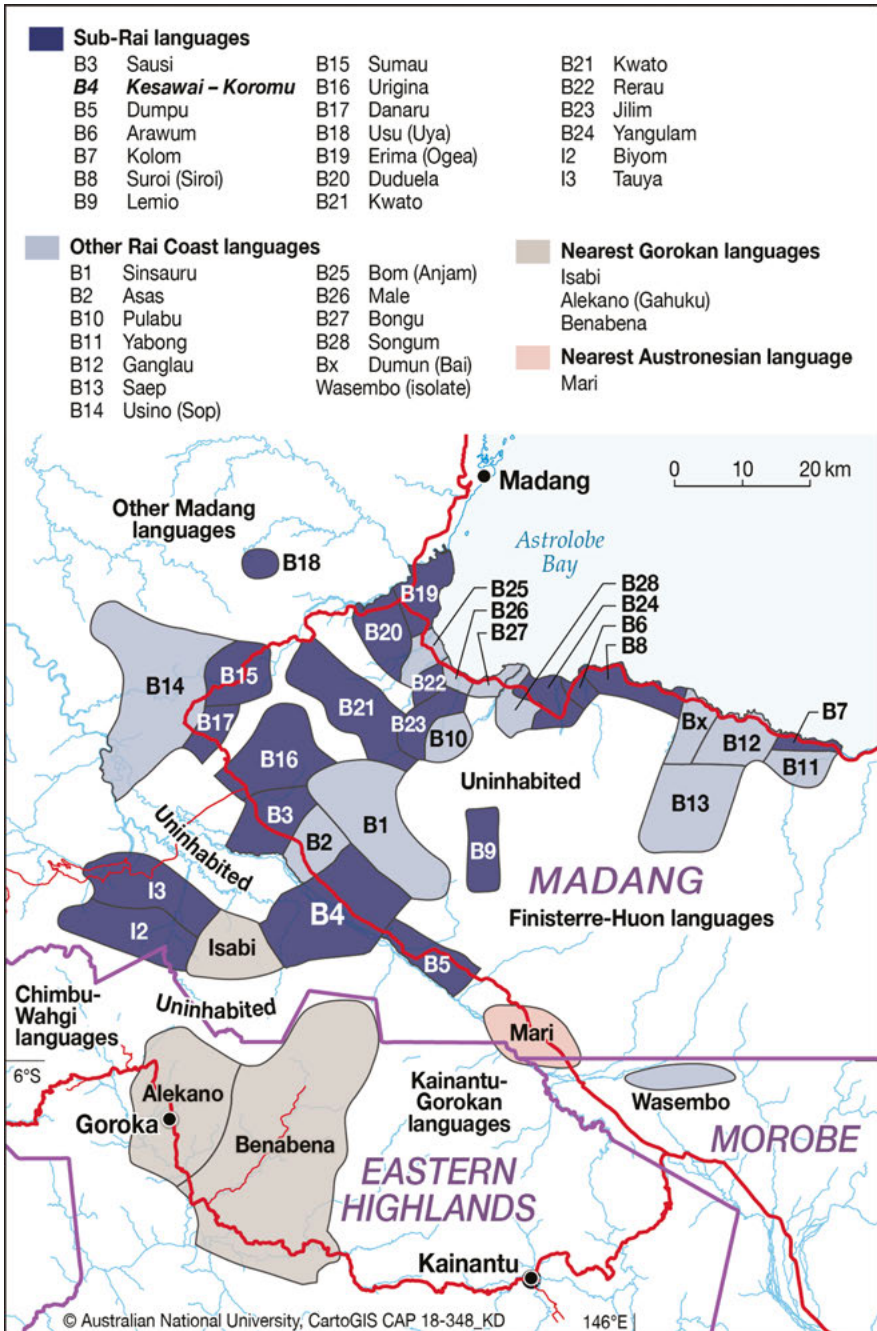 Sub-Rai languages
B3 Sausi
B4 Kesawai – Koromu
B5 Dumpu
B6 Arawum
B7 Kolom
B8 Suroi (Siroi)
B9 Lemio
B15 Sumau
B16 Urigina
B17 Danaru
B18 Usu (Uya)
B19 Erima (Ogea)
B20 Duduela
B21 Kwato
B21 Kwato
B22 Rerau
B23 Jilim
B24 Yangulam
I2 Biyom
I3 Tauya
Other Rai Coast languages
B1 Sinsauru
B2 Asas
B10 Pulabu
B11 Yabong
B12 Ganglau
B13 Saep
B14 Usino (Sop)
B25 Bom (Anjam)
B26 Male
B27 Bongu
B28 Songum
Bx Dumun (Bai)
Wasembo (isolate)
Nearest Gorokan languages
Isabi
Alekano (Gahuku)
Benabena
Nearest Austronesian language
Mari
0 10 20 km
Madang
Other Madang
languages
Astrolobe
Bay
B18
B19
B25
B26
B27
B28
B24
B6
B8
B20
B14
B15
B22
B21
B17
B23
B10
Bx
B12
B7
B11
B16
Uninhabited
B13
B3
B2
B1
B9
Uninhabited
MADANG
I3
B4
Finisterre-Huon languages
I2
Isabi
B5
Uninhabited
Chimbu-
Wahgi
languages
Mari
6°S
Kainantu-
Gorokan
languages
Wasembo
Alekano
Goroka
Benabena
MOROBE
EASTERN
HIGHLANDS
Kainantu
© Australian National University, CartoGIS CAP 18-348_KD
146°E